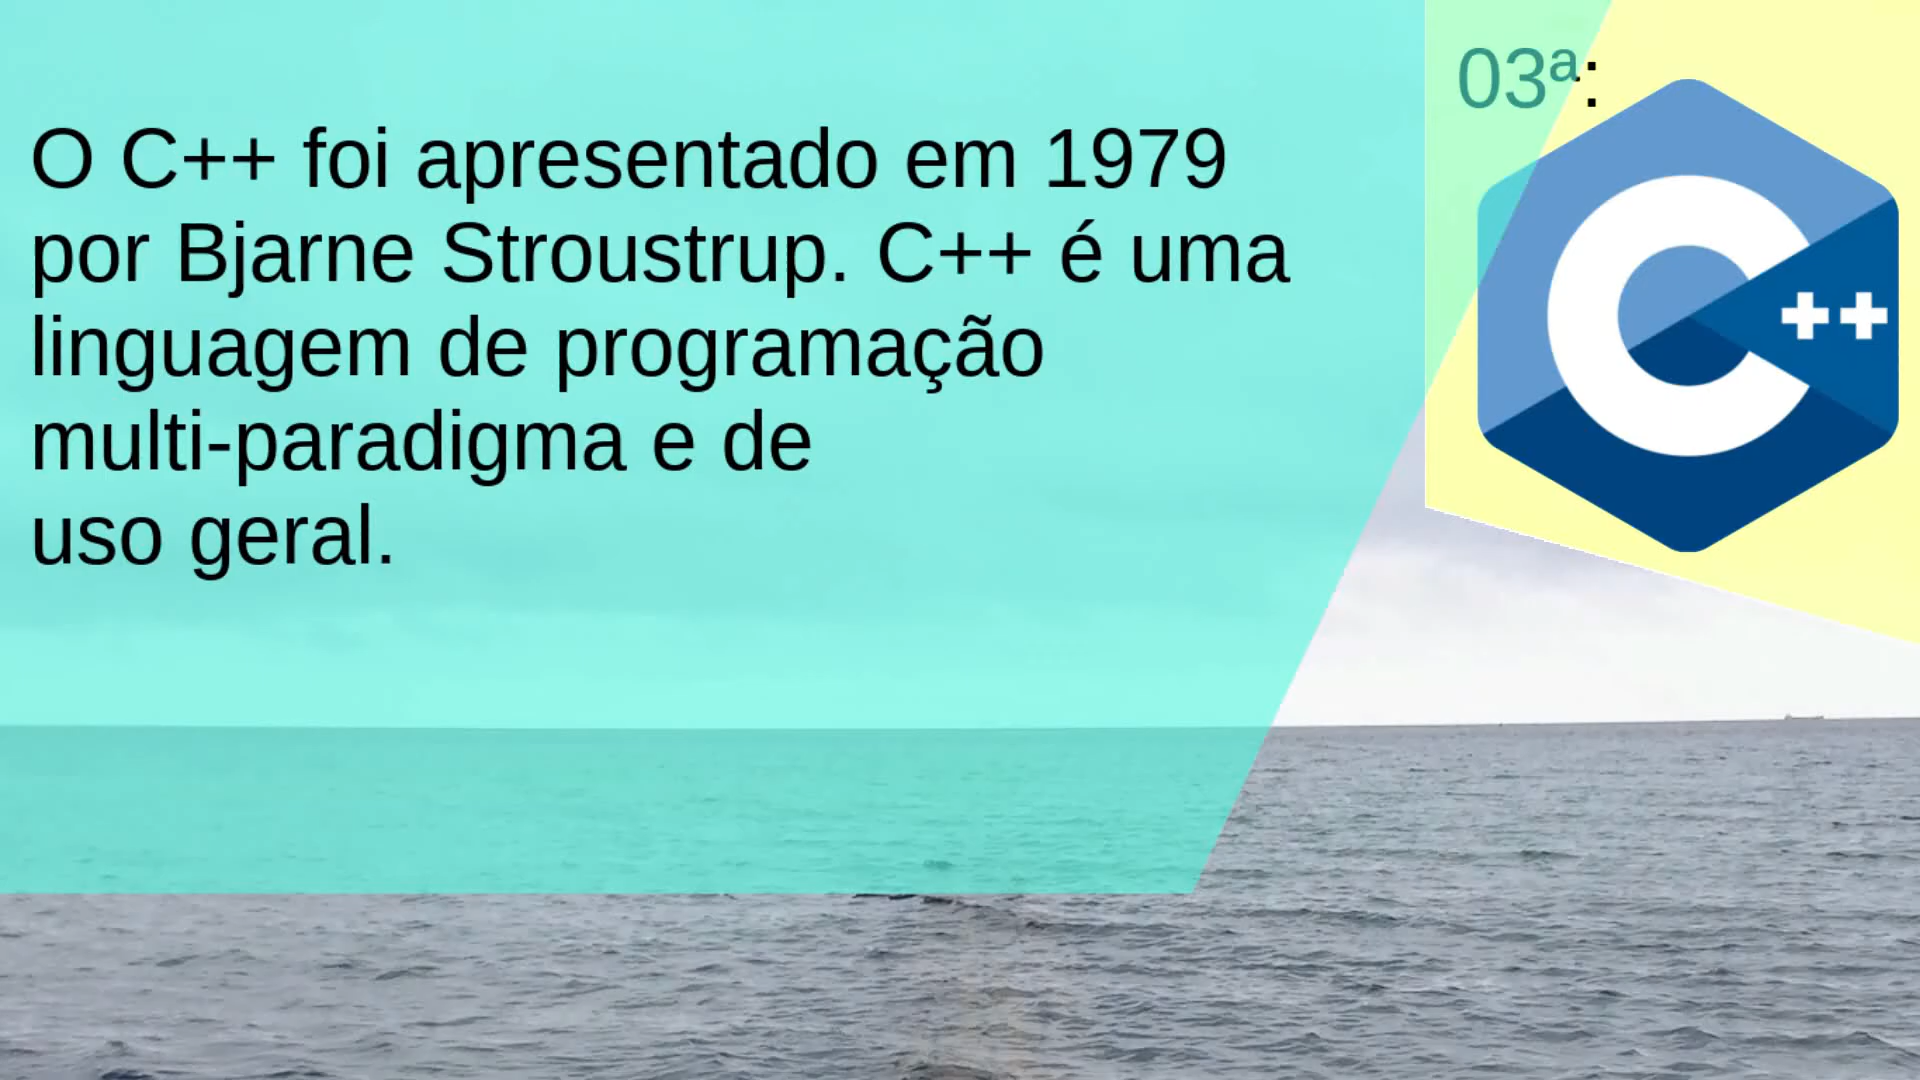 03ª:
O C++ foi apresentado em 1979
por Bjarne Stroustrup. C++ é uma
linguagem de programação
multi-paradigma e de
uso geral.
C++